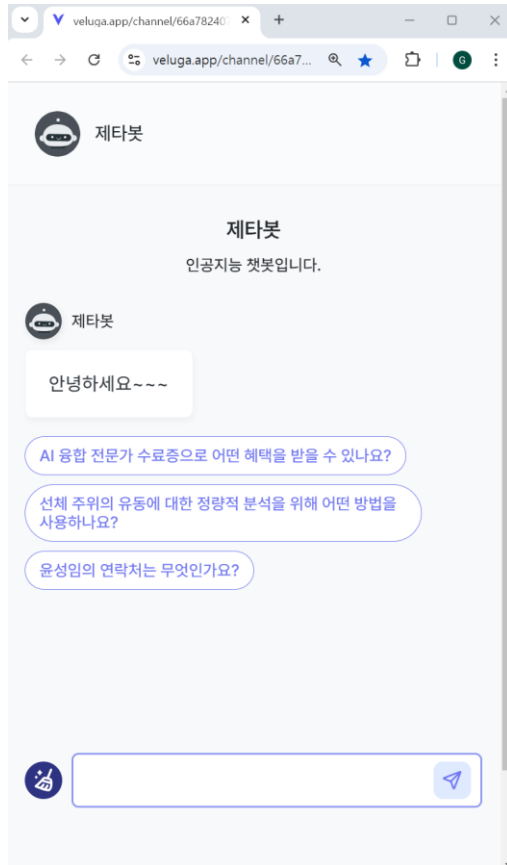 veluga.app/channel/66a78240
veluga.app/channel/66a7...
G
제타봇
제타봇
인공지능 챗봇입니다.
제타봇
안녕하세요~~~
AI 융합 전문가 수료증으로 어떤 혜택을 받을 수 있나요?
선체 주위의 유동에 대한 정량적 분석을 위해 어떤 방법을
사용하나요?
윤성임의 연락처는 무엇인가요?